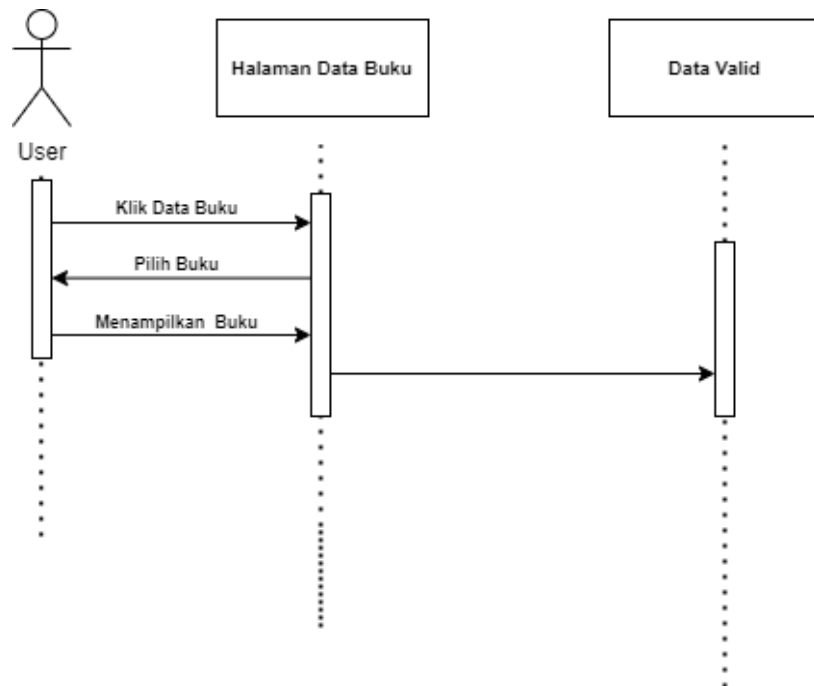 Halaman Data Buku
Data Valid
User
Klik Data Buku
Pilih Buku
Menampilkan Buku